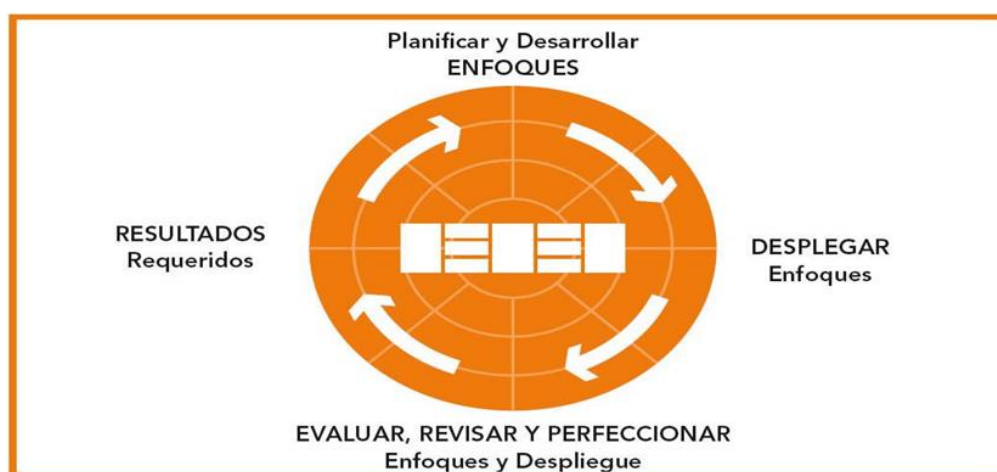 Planificar y Desarrollar
ENFOQUES
RESULTADOS
Requeridos
DESPLEGAR
Enfoques
EVALUAR, REVISAR Y PERFECCIONAR
Enfoques y Despliegue